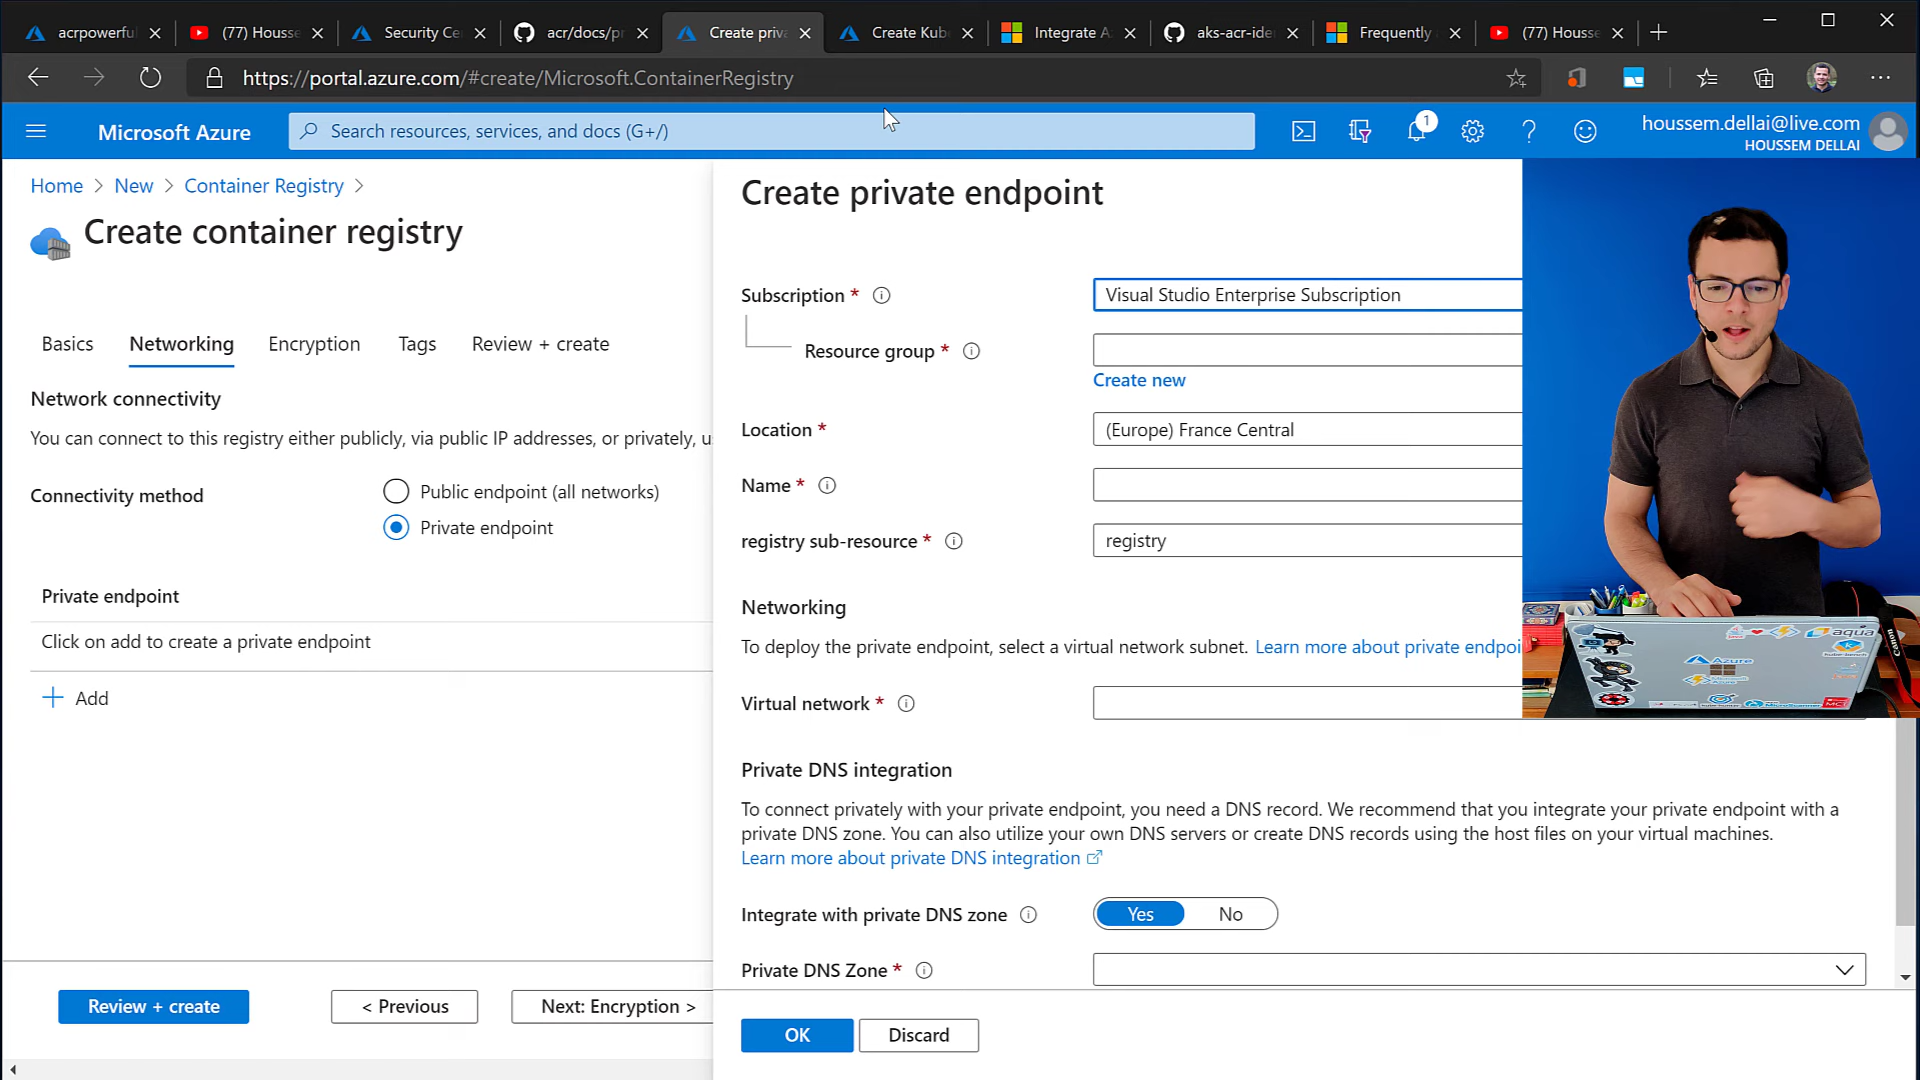 acrpowerful
(77) Housse
Security Ce
acr/docs/pr
Create priva
Create Kub
Integrate A
aks-acr-ide
Frequently
(77) Housse
https://portal.azure.com/#create/Microsoft.ContainerRegistry
Microsoft Azure
Search resources, services, and docs (G+/)
1
houssem.dellai@live.com
HOUSSEM DELLAI
Home > New > Container Registry >
Create container registry
Basics
Networking
Encryption
Tags
Review + create
Network connectivity
You can connect to this registry either publicly, via public IP addresses, or privately, u
Connectivity method
Public endpoint (all networks)
Private endpoint
Private endpoint
Click on add to create a private endpoint
Add
Review + create
< Previous
Next: Encryption >
Create private endpoint
Subscription *
Visual Studio Enterprise Subscription
Resource group *
Create new
Location *
(Europe) France Central
Name *
registry sub-resource *
registry
Networking
To deploy the private endpoint, select a virtual network subnet. Learn more about private endpoi
Virtual network *
Private DNS integration
To connect privately with your private endpoint, you need a DNS record. We recommend that you integrate your private endpoint with a
private DNS zone. You can also utilize your own DNS servers or create DNS records using the host files on your virtual machines.
Learn more about private DNS integration
Integrate with private DNS zone
Yes
No
Private DNS Zone *
OK
Discard
aqua
Azure
Canon